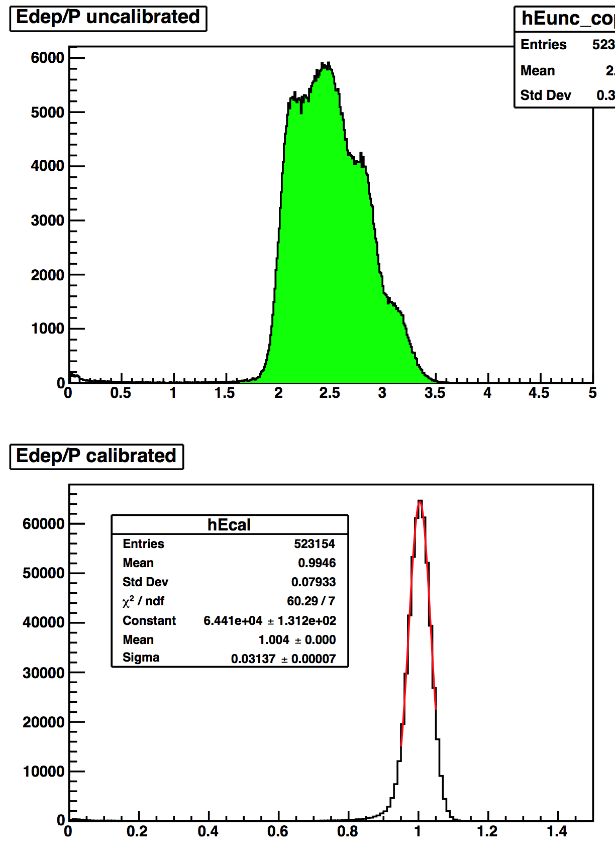 Edep/P uncalibrated
hEunc_cop
Entries 523
Mean 2.
Std Dev 0.3
6000
5000
4000
3000
2000
1000
0
0 0.5 1 1.5 2 2.5 3 3.5 4 4.5 5
Edep/P calibrated
hEcal
Entries 523154
Mean 0.9946
Std Dev 0.07933
χ² / ndf 60.29 / 7
Constant 6.441e+04 ± 1.312e+02
Mean 1.004 ± 0.000
Sigma 0.03137 ± 0.00007
60000
50000
40000
30000
20000
10000
0
0 0.2 0.4 0.6 0.8 1 1.2 1.4